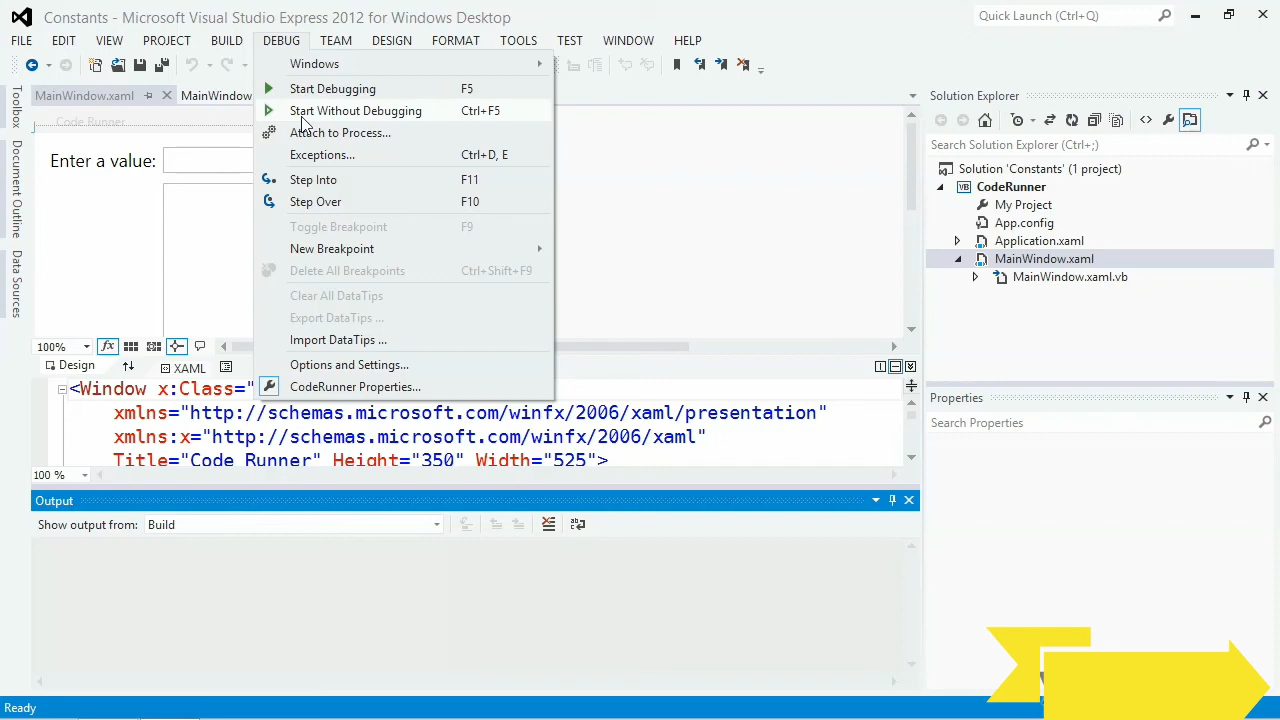 Constants - Microsoft Visual Studio Express 2012 for Windows Desktop
Quick Launch (Ctrl+Q)
FILE EDIT VIEW PROJECT BUILD DEBUG TEAM DESIGN FORMAT TOOLS TEST WINDOW HELP
Windows
Start Debugging F5
Start Without Debugging Ctrl+F5
Attach to Process...
Exceptions... Ctrl+D, E
Step Into F11
Step Over F10
Toggle Breakpoint F9
New Breakpoint
Delete All Breakpoints Ctrl+Shift+F9
Clear All DataTips
Export DataTips ...
Import DataTips ...
Options and Settings...
CodeRunner Properties...
Toolbox
Document Outline
Data Sources
MainWindow.xaml
MainWindow
Code Runner
Enter a value:
100%
Design
XAML
<Window x:Class="
xmlns="http://schemas.microsoft.com/winfx/2006/xaml/presentation"
xmlns:x="http://schemas.microsoft.com/winfx/2006/xaml"
Title="Code Runner" Height="350" Width="525">
100 %
Output
Show output from: Build
Solution Explorer
Search Solution Explorer (Ctrl+;)
Solution 'Constants' (1 project)
VB CodeRunner
My Project
App.config
Application.xaml
MainWindow.xaml
MainWindow.xaml.vb
Properties
Search Properties
Ready